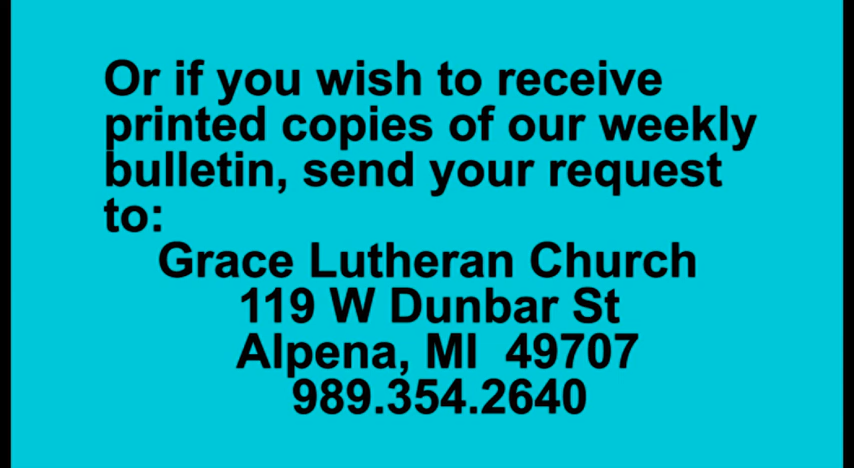 Or if you wish to receive
printed copies of our weekly
bulletin, send your request
to:
Grace Lutheran Church
119 W Dunbar St
Alpena, MI  49707
989.354.2640